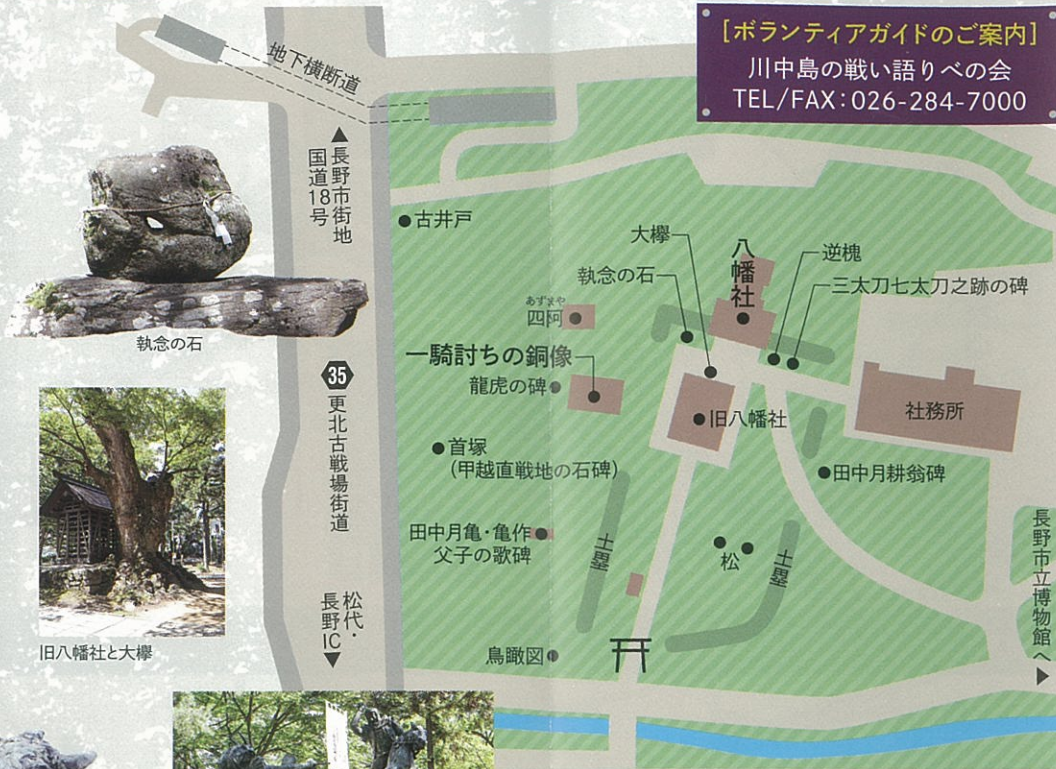 [ボランティアガイドのご案内]
川中島の戦い語りべの会
TEL/FAX:026-284-7000
地下横断道
▲長野市街地
国道18号
古井戸
大欅
八幡社
逆槐
執念の石
三太刀七太刀之跡の碑
あずまや
四阿
執念の石
一騎討ちの銅像
龍虎の碑
35
更北古戦場街道
旧八幡社
社務所
首塚
(甲越直戦地の石碑)
田中月耕翁碑
田中月亀・亀作
父子の歌碑
土塁
松
土塁
長野市立博物館へ▶
松代・
長野IC▼
旧八幡社と大欅
鳥瞰図